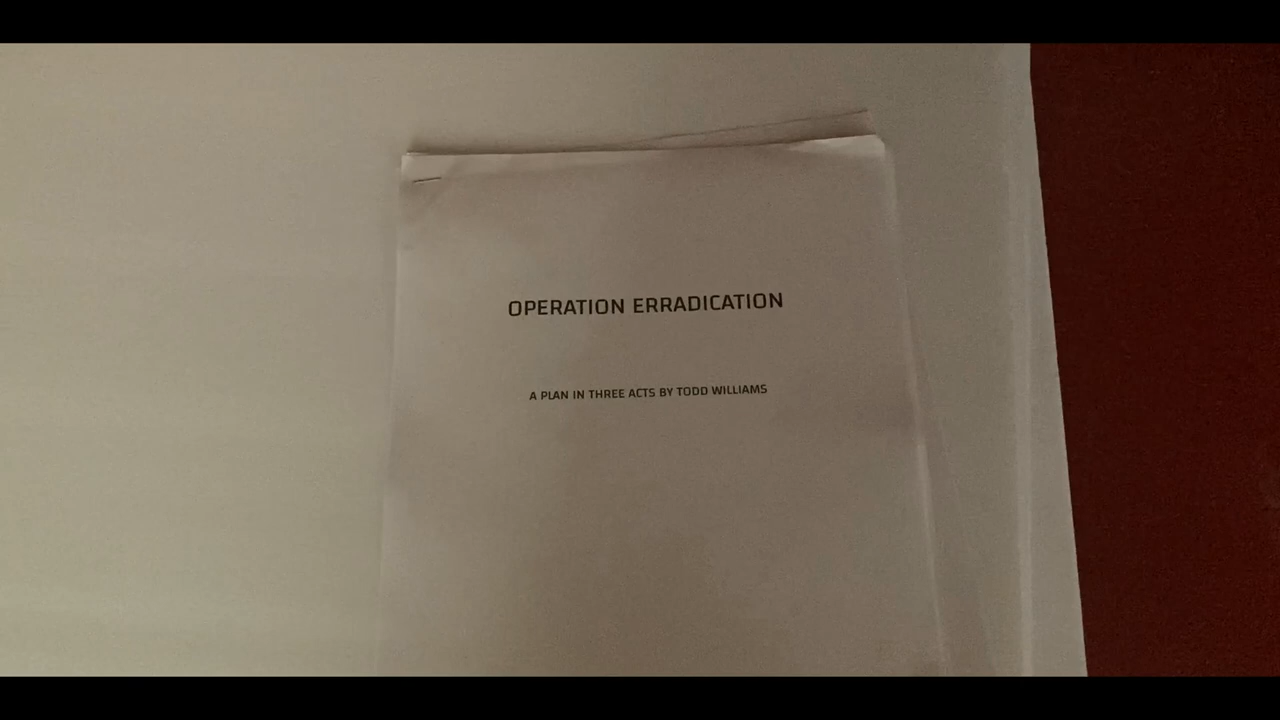 OPERATION ERRADICATION
A PLAN IN THREE ACTS BY TODD WILLIAMS